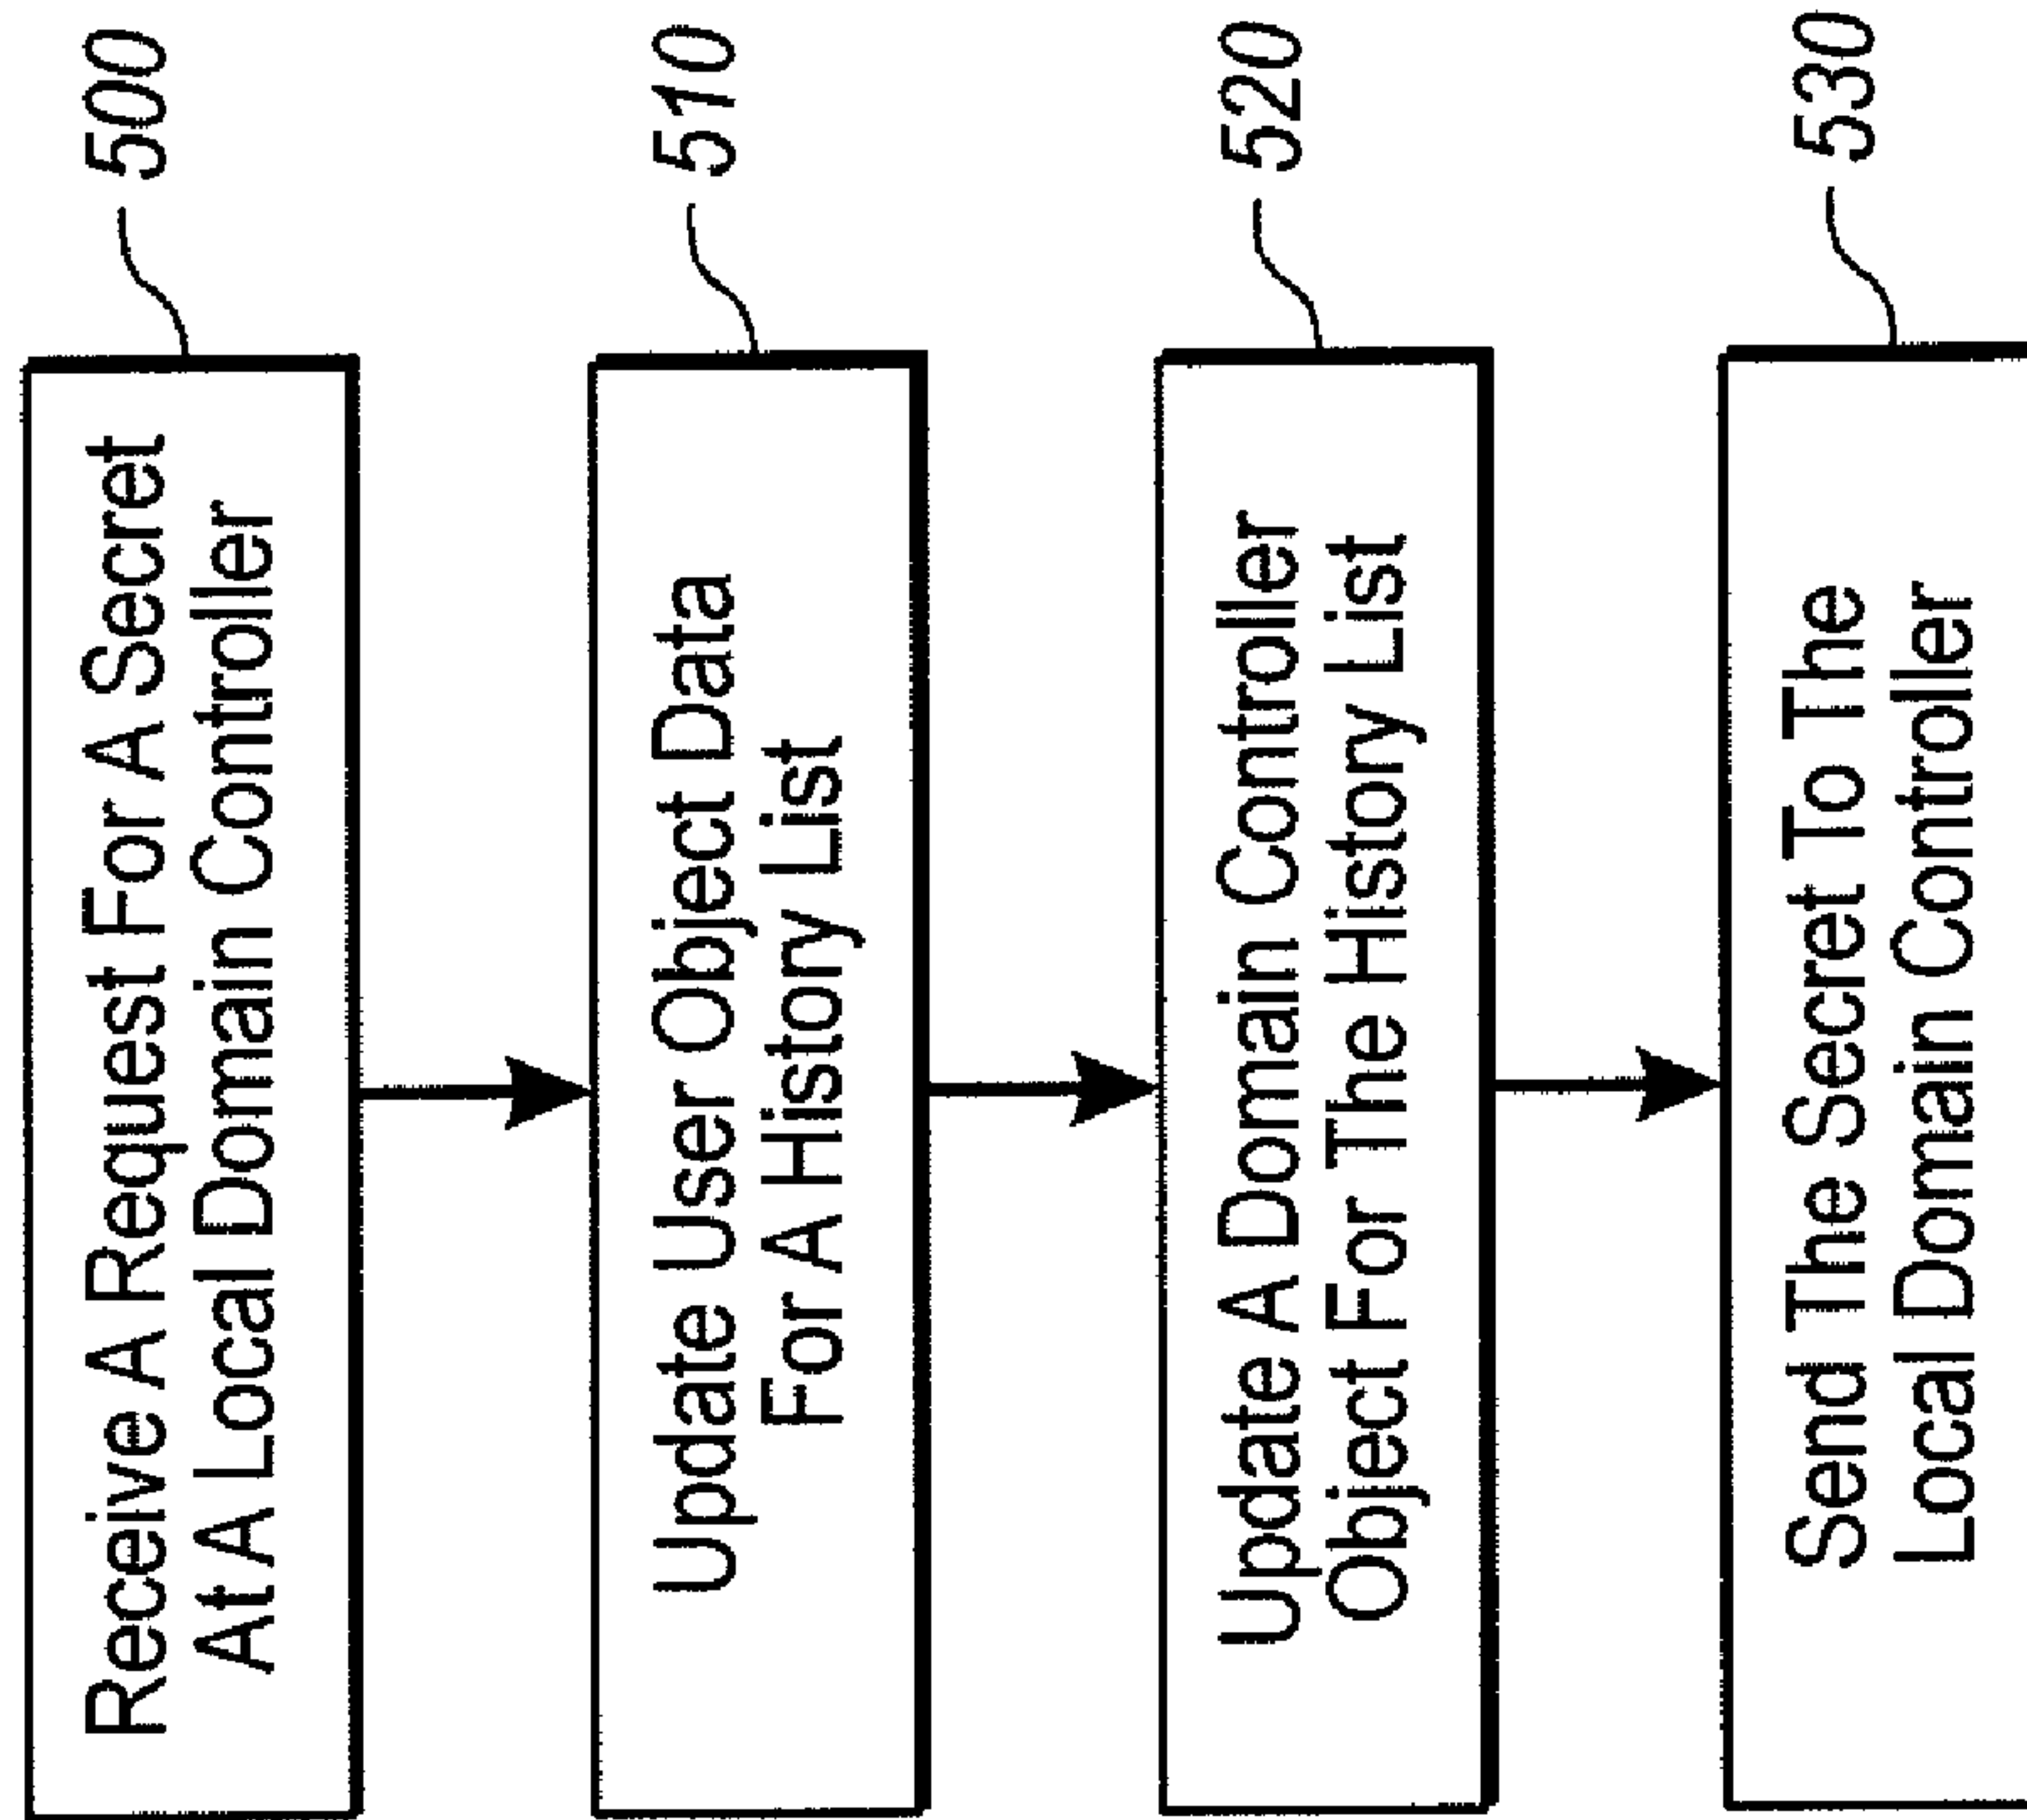 Receive A Request For A Secret
At A Local Domain Controller
500
Update User Object Data
For A History List
510
Update A Domain Controller
Object For The History List
520
Send The Secret To The
Local Domain Controller
530